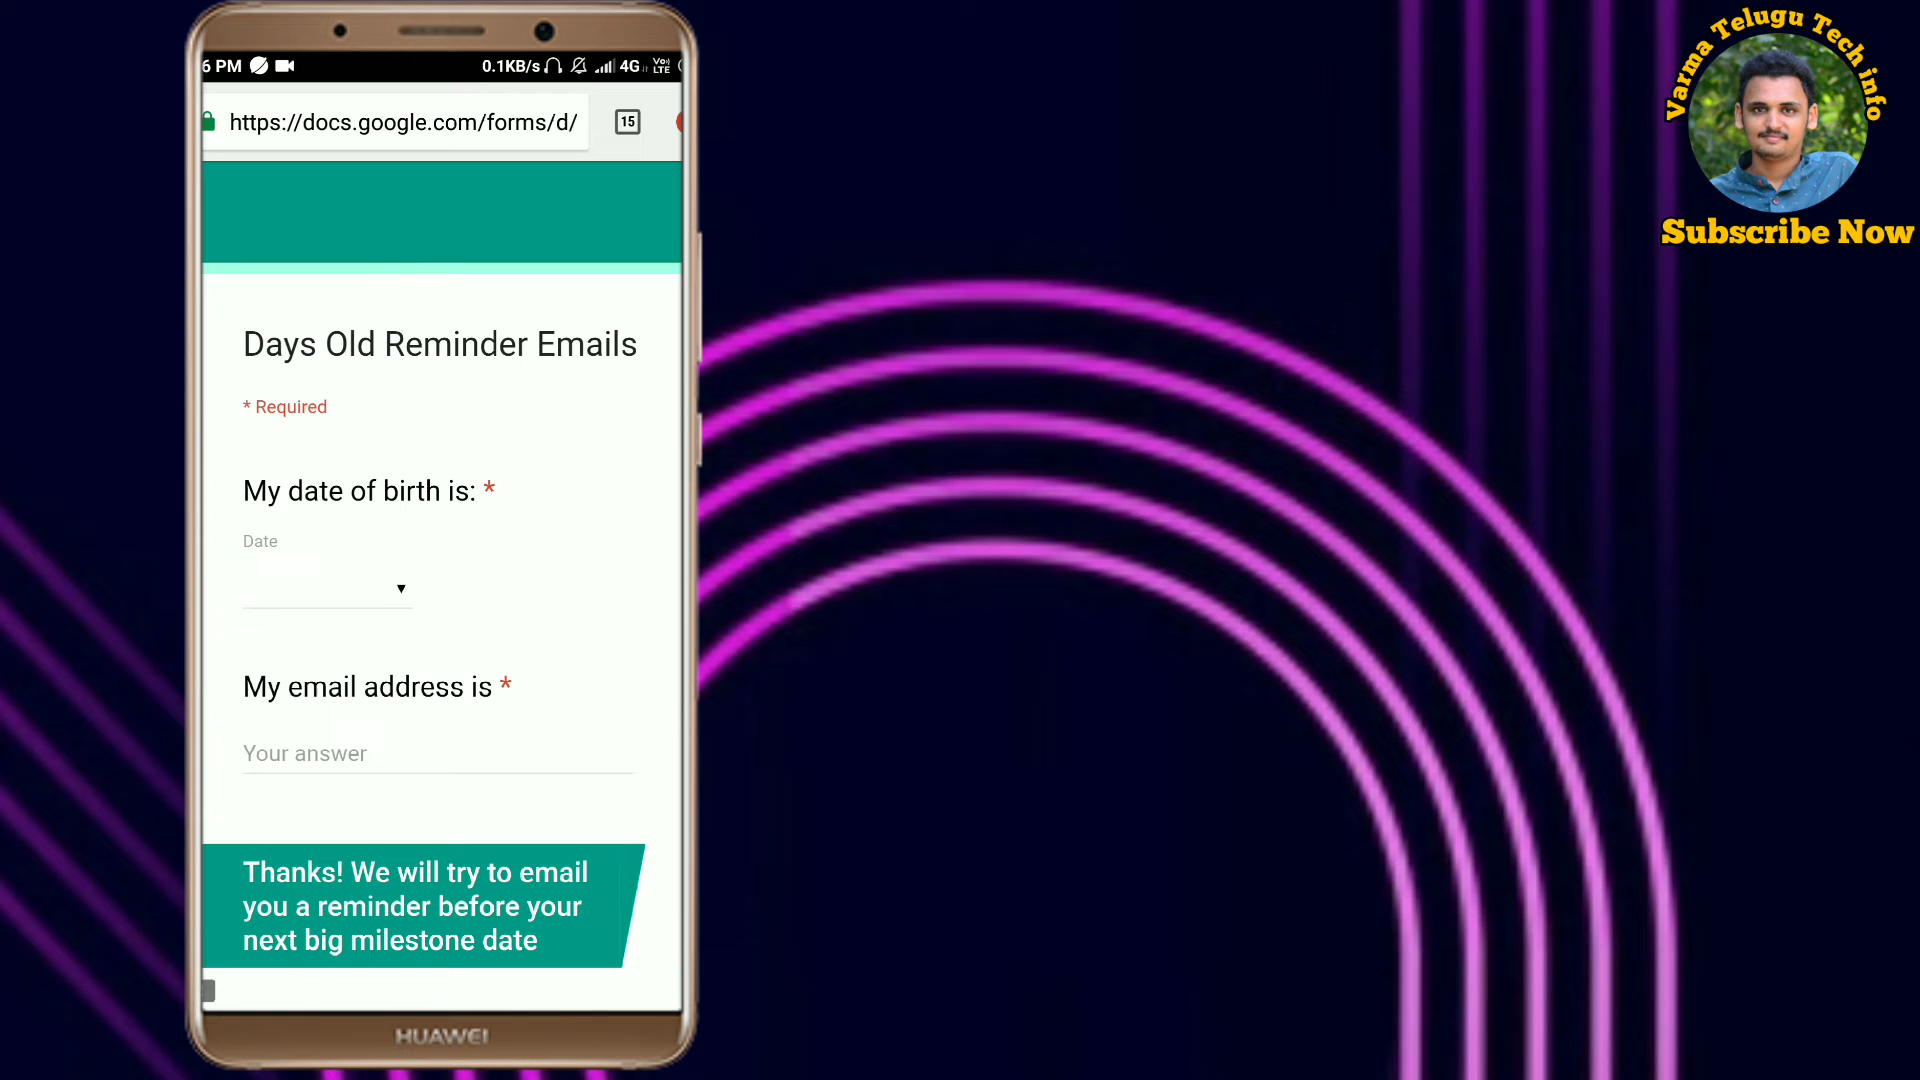 6 PM 0.1KB/s 4G Vo) LTE
https://docs.google.com/forms/d/ 15
Days Old Reminder Emails
* Required
My date of birth is: *
Date
My email address is *
Your answer
Thanks! We will try to email
you a reminder before your
next big milestone date
HUAWEI
Varma Telugu Tech info
Subscribe Now